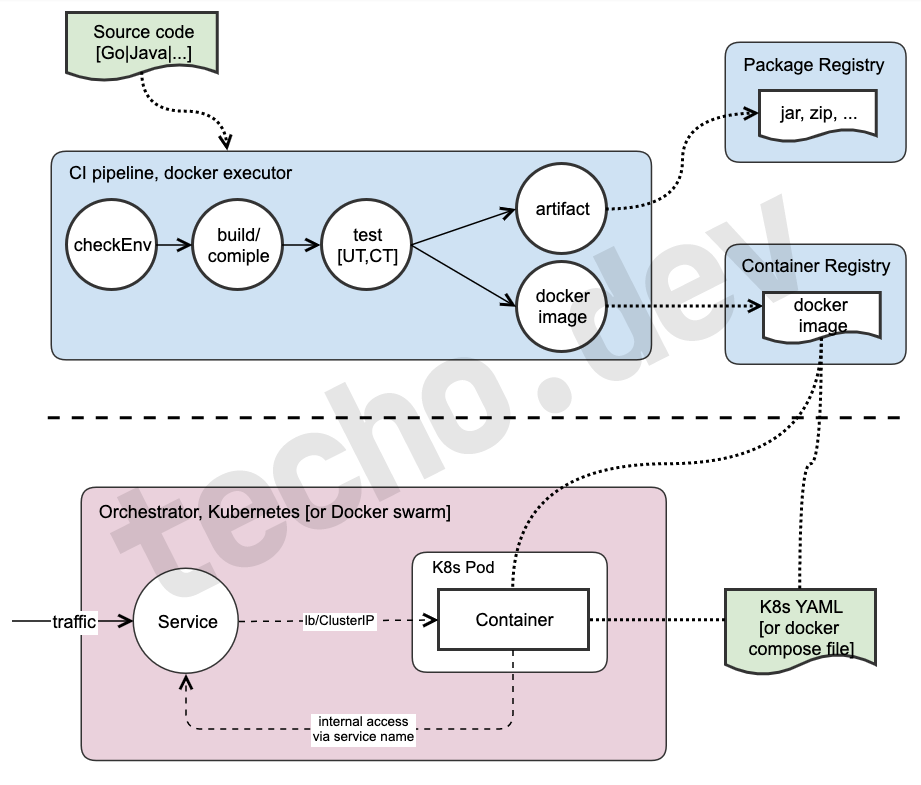 Source code
[Go|Java|...]
Package Registry
jar, zip, ...
CI pipeline, docker executor
checkEnv
build/
comiple
test
[UT,CT]
artifact
docker
image
Container Registry
docker
image
techo.dev
Orchestrator, Kubernetes [or Docker swarm]
K8s Pod
traffic
Service
lb/ClusterIP
Container
K8s YAML
[or docker
compose file]
internal access
via service name